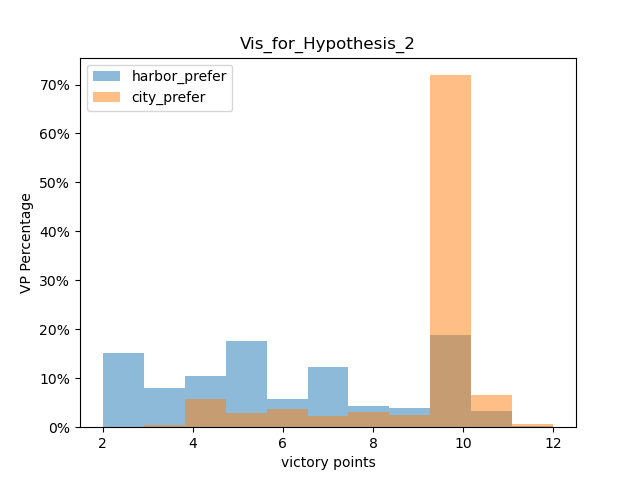 Vis_for_Hypothesis_2
harbor_prefer
city_prefer
VP Percentage
70%
60%
50%
40%
30%
20%
10%
0%
2 4 6 8 10 12
victory points